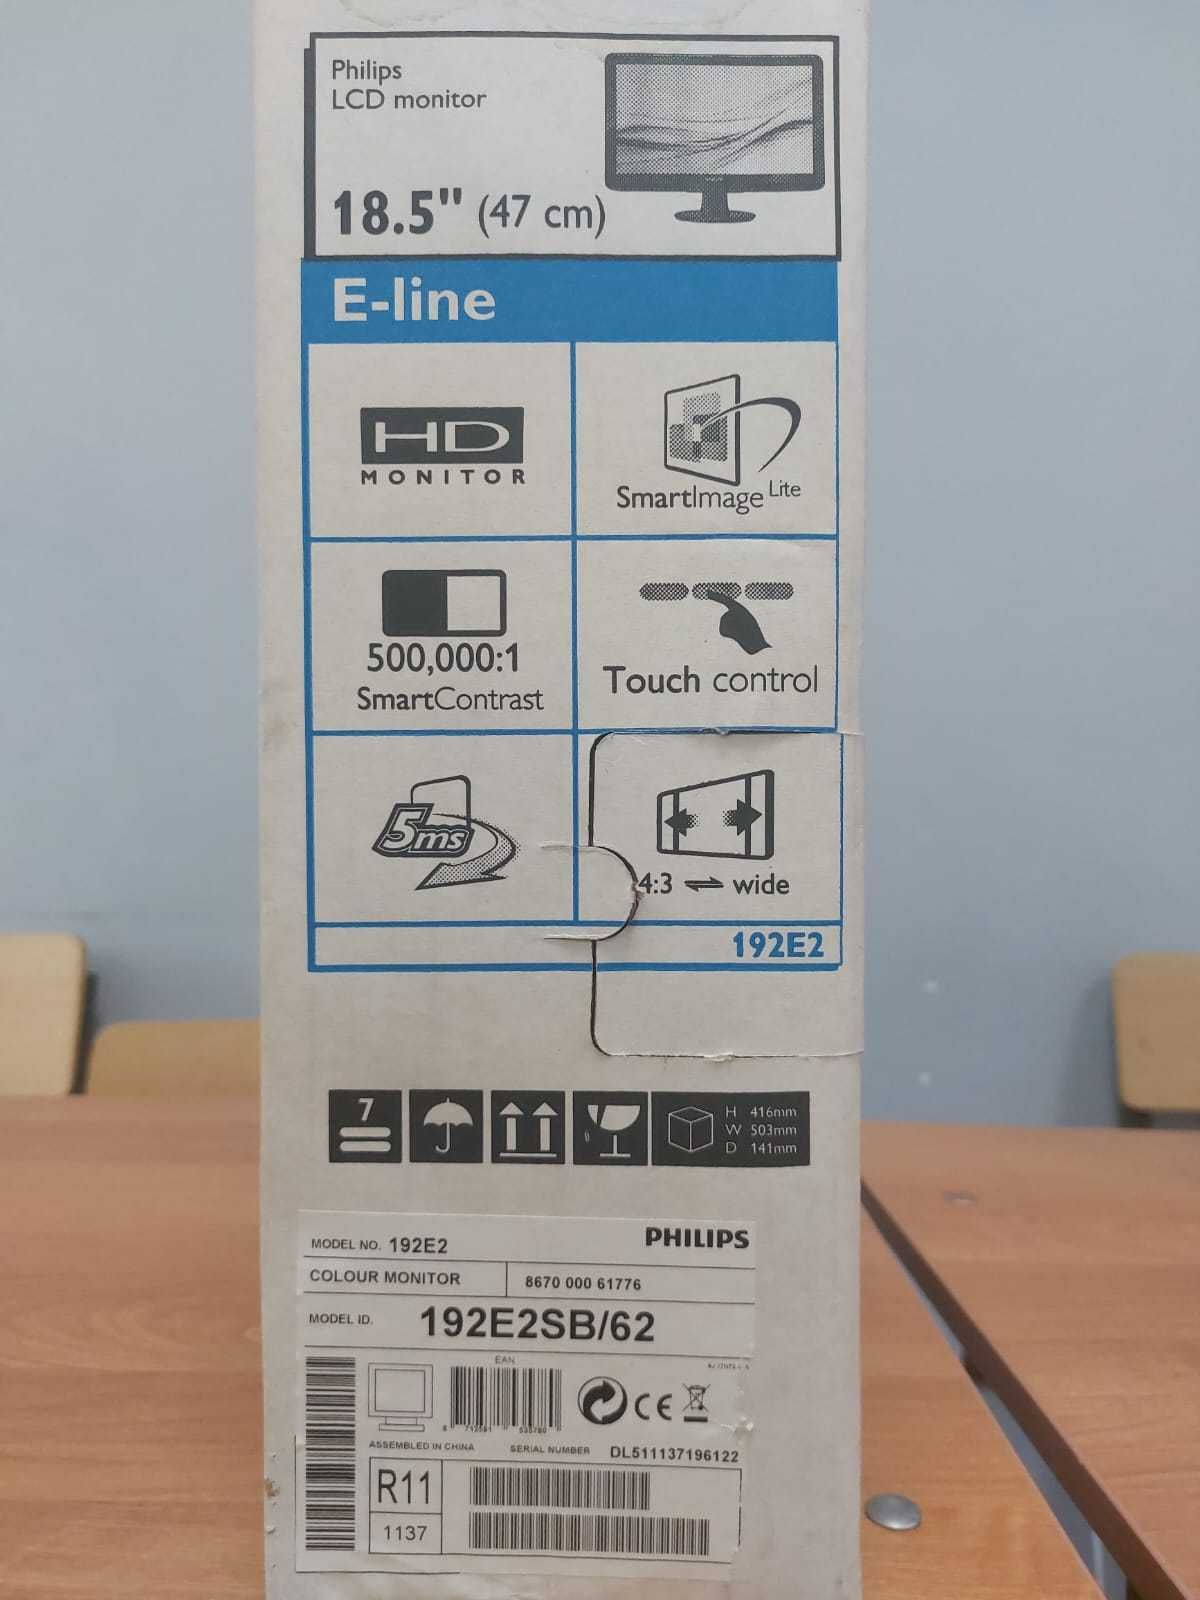 Philips
LCD monitor
18.5" (47 cm)
E-line
HD
MONITOR
SmartImage Lite
500,000:1
SmartContrast
Touch control
5ms
4:3 ⇌ wide
192E2
7
H 416mm
W 503mm
D 141mm
MODEL NO. 192E2
PHILIPS
COLOUR MONITOR
8670 000 61776
MODEL ID. 192E2SB/62
EAN
CE
ASSEMBLED IN CHINA
SERIAL NUMBER DL511137196122
R11
1137